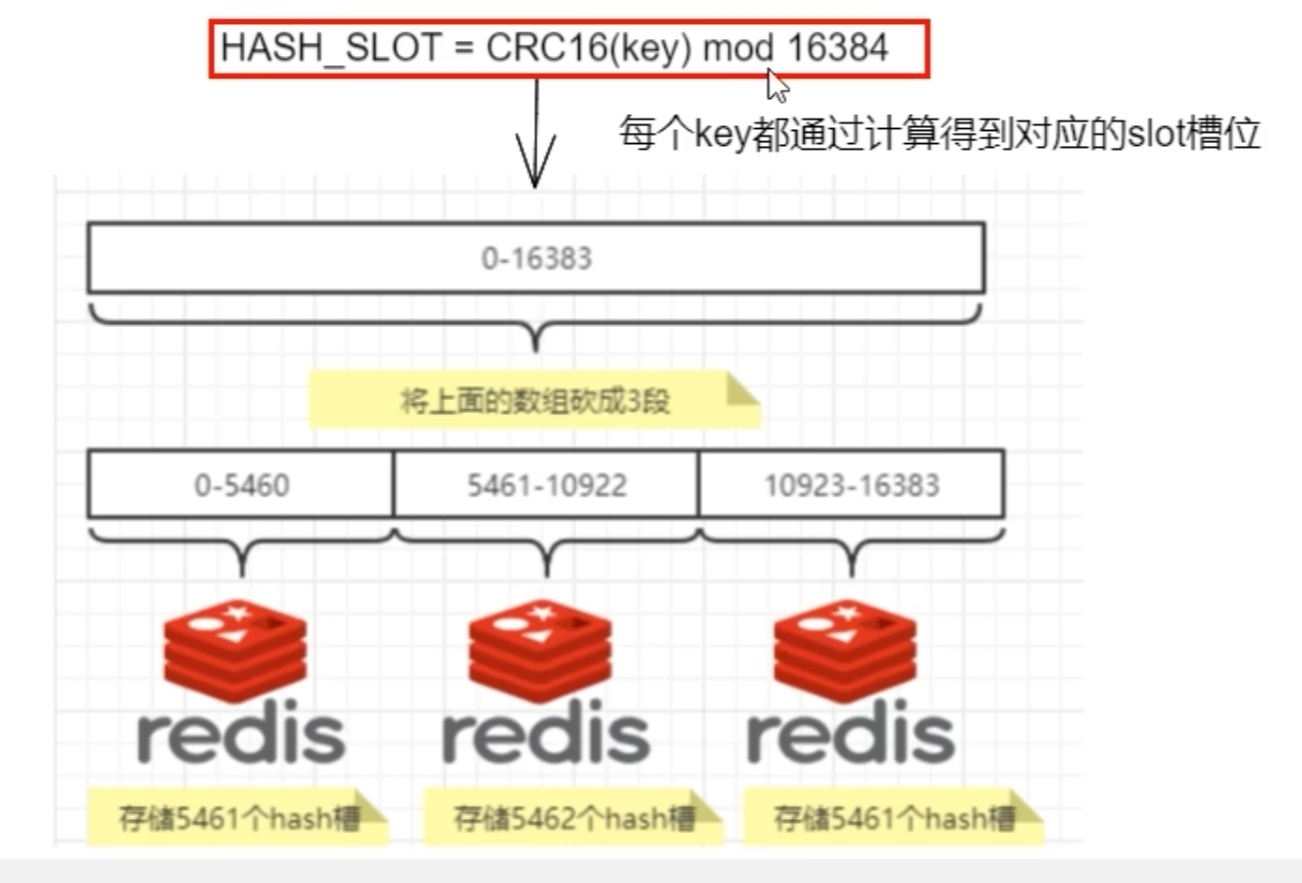 HASH_SLOT = CRC16(key) mod 16384
每个key都通过计算得到对应的slot槽位
0-16383
将上面的数组砍成3段
0-5460 5461-10922 10923-16383
redis redis redis
存储5461个hash槽 存储5462个hash槽 存储5461个hash槽